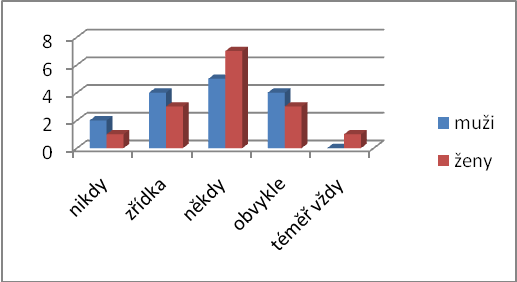 8
6
4
2
0
nikdy
zřídka
někdy
obvykle
téměř vždy
muži
ženy